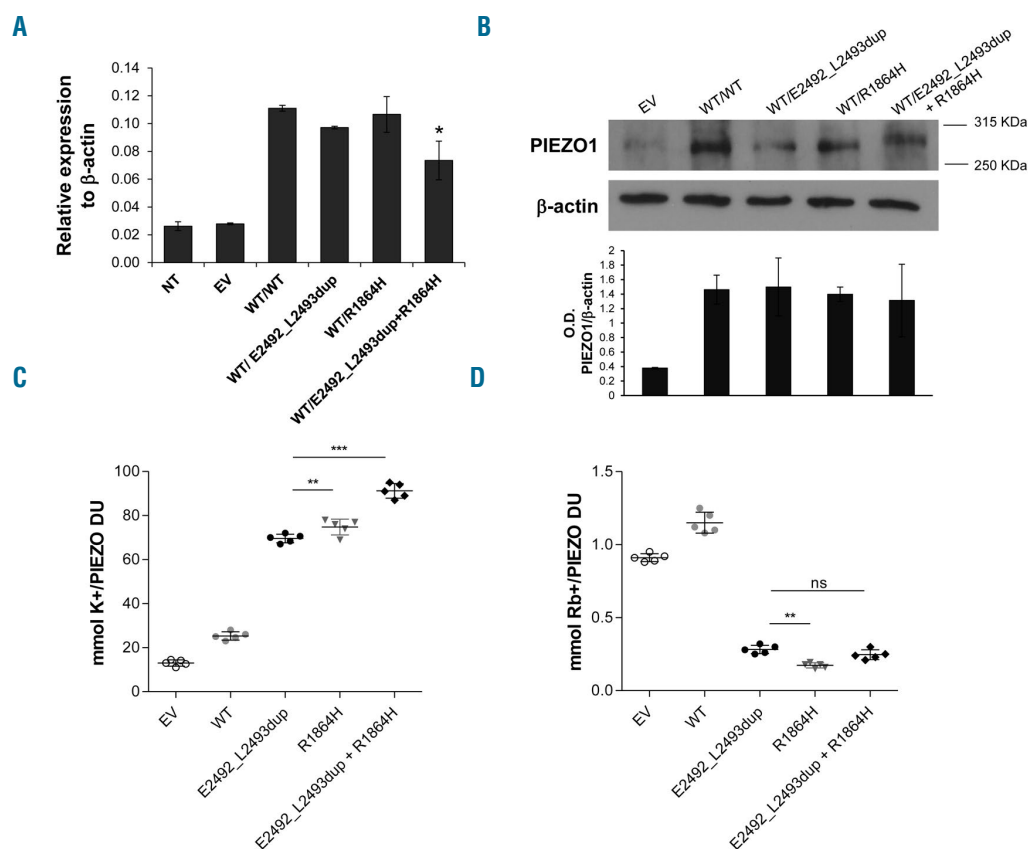 A
Relative expression
to β-actin
0.14
0.12
0.10
0.08
0.06
0.04
0.02
0.00
*
NT
EV
WT/WT
WT/ E2492_L2493dup
WT/R1864H
WT/E2492_L2493dup+R1864H
B
EV
WT/WT
WT/E2492_L2493dup
WT/R1864H
WT/E2492_L2493dup
+ R1864H
PIEZO1
315 KDa
250 KDa
β-actin
O.D.
PIEZO1/β-actin
2
1.8
1.6
1.4
1.2
1
0.8
0.6
0.4
0.2
0
C
mmol K+/PIEZO DU
100
80
60
40
20
0
***
**
EV
WT
E2492_L2493dup
R1864H
E2492_L2493dup + R1864H
D
mmol Rb+/PIEZO DU
1.5
1.0
0.5
0.0
ns
**
EV
WT
E2492_L2493dup
R1864H
E2492_L2493dup + R1864H